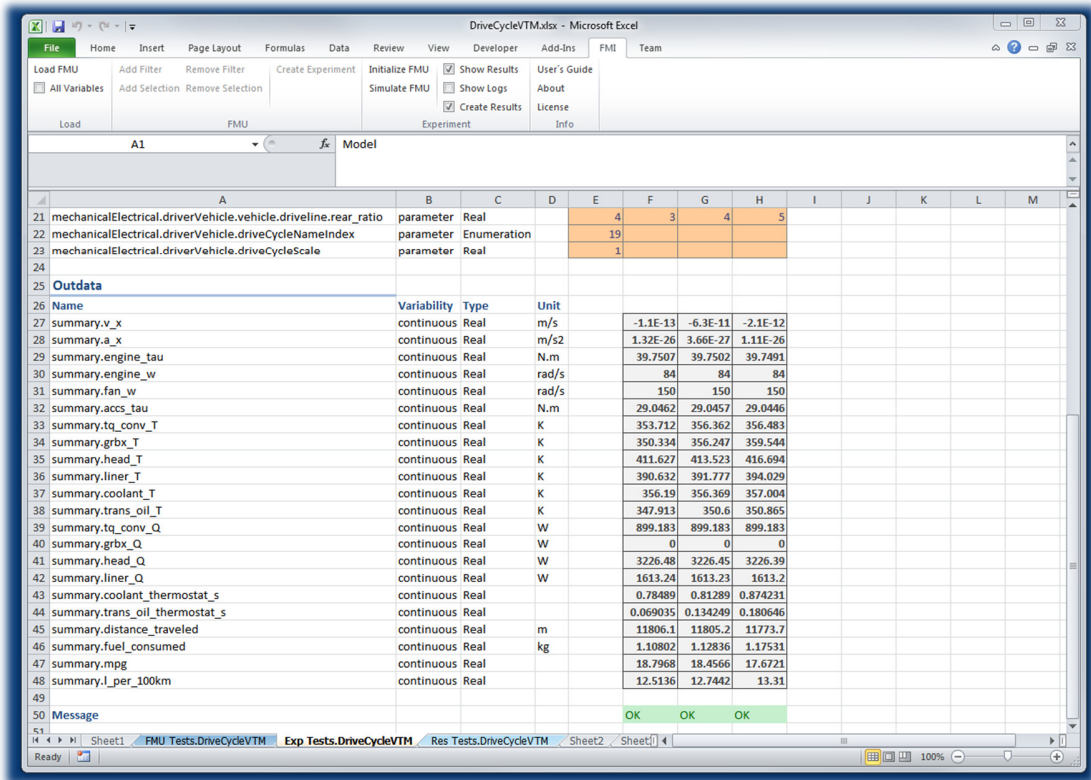 DriveCycleVTM.xlsx - Microsoft Excel
File Home Insert Page Layout Formulas Data Review View Developer Add-Ins FMI Team
Load FMU Add Filter Remove Filter Create Experiment Initialize FMU Show Results User's Guide
All Variables Add Selection Remove Selection Simulate FMU Show Logs About
Create Results License
Load FMU Experiment Info
A1 fx Model
A B C D E F G H I J K L M
21 mechanicalElectrical.driverVehicle.vehicle.driveline.rear_ratio parameter Real 4 3 4 5
22 mechanicalElectrical.driverVehicle.driveCycleNameIndex parameter Enumeration 19
23 mechanicalElectrical.driverVehicle.driveCycleScale parameter Real 1
24
25 Outdata
26 Name Variability Type Unit
27 summary.v_x continuous Real m/s -1.1E-13 -6.3E-11 -2.1E-12
28 summary.a_x continuous Real m/s2 1.32E-26 3.66E-27 1.11E-26
29 summary.engine_tau continuous Real N.m 39.7507 39.7502 39.7491
30 summary.engine_w continuous Real rad/s 84 84 84
31 summary.fan_w continuous Real rad/s 150 150 150
32 summary.accs_tau continuous Real N.m 29.0462 29.0457 29.0446
33 summary.tq_conv_T continuous Real K 353.712 356.362 356.483
34 summary.grbx_T continuous Real K 350.334 356.247 359.544
35 summary.head_T continuous Real K 411.627 413.523 416.694
36 summary.liner_T continuous Real K 390.632 391.777 394.029
37 summary.coolant_T continuous Real K 356.19 356.369 357.004
38 summary.trans_oil_T continuous Real K 347.913 350.6 350.865
39 summary.tq_conv_Q continuous Real W 899.183 899.183 899.183
40 summary.grbx_Q continuous Real W 0 0 0
41 summary.head_Q continuous Real W 3226.48 3226.45 3226.39
42 summary.liner_Q continuous Real W 1613.24 1613.23 1613.2
43 summary.coolant_thermostat_s continuous Real 0.78489 0.81289 0.874231
44 summary.trans_oil_thermostat_s continuous Real 0.069035 0.134249 0.180646
45 summary.distance_traveled continuous Real m 11806.1 11805.2 11773.7
46 summary.fuel_consumed continuous Real kg 1.10802 1.12836 1.17531
47 summary.mpg continuous Real 18.7968 18.4566 17.6721
48 summary.l_per_100km continuous Real 12.5136 12.7442 13.31
49
50 Message OK OK OK
51
Sheet1 FMU Tests.DriveCycleVTM Exp Tests.DriveCycleVTM Res Tests.DriveCycleVTM Sheet2
Ready 100%